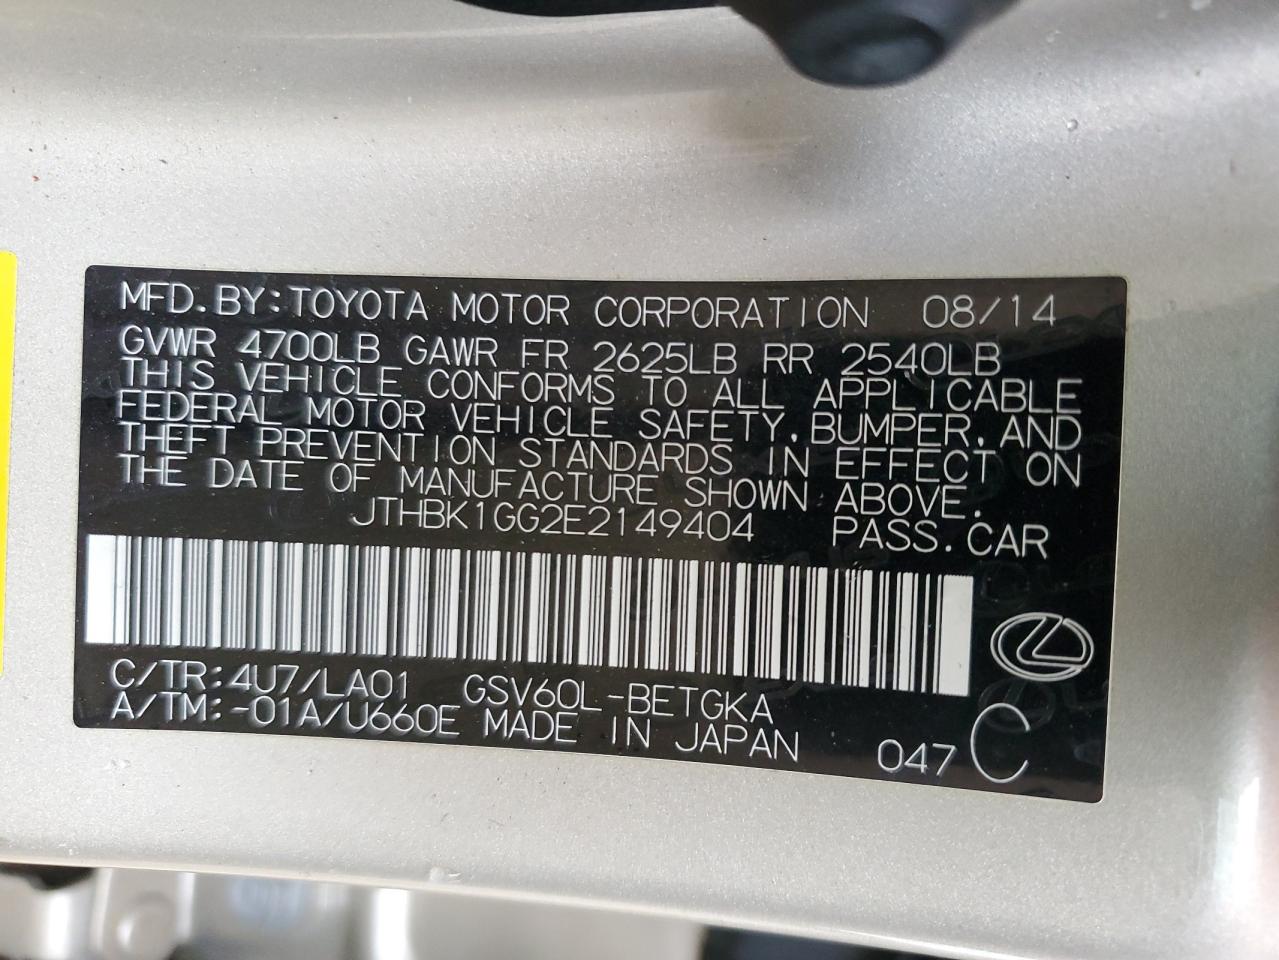 MFD.BY:TOYOTA MOTOR CORPORATION 08/14
GVWR 4700LB GAWR FR 2625LB RR 2540LB
THIS VEHICLE CONFORMS TO ALL APPLICABLE
FEDERAL MOTOR VEHICLE SAFETY,BUMPER,AND
THEFT PREVENTION STANDARDS IN EFFECT ON
THE DATE OF MANUFACTURE SHOWN ABOVE.
JTHBK1GG2E2149404 PASS.CAR
C/TR:4U7/LA01 GSV60L-BETGKA
A/TM:-01A/U660E MADE IN JAPAN 047 C